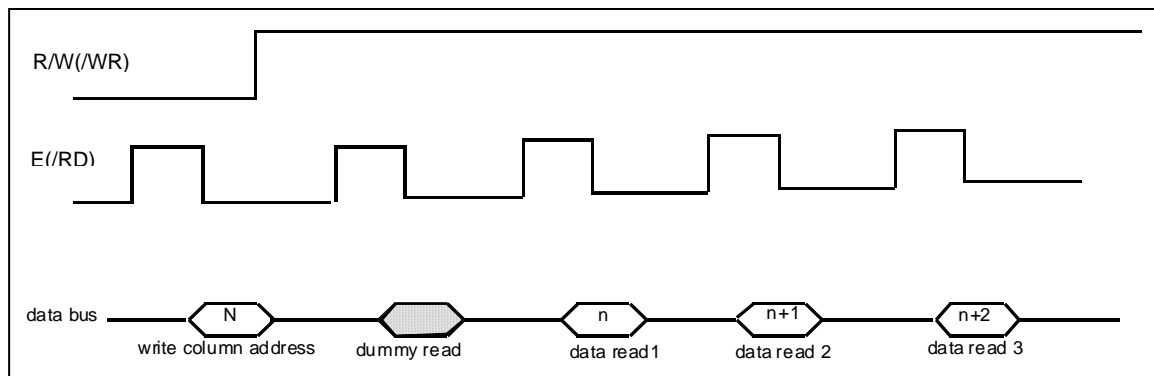 R/W(/WR)
E(/RD)
data bus
N
n
n+1
n+2
write column address
dummy read
data read1
data read 2
data read 3